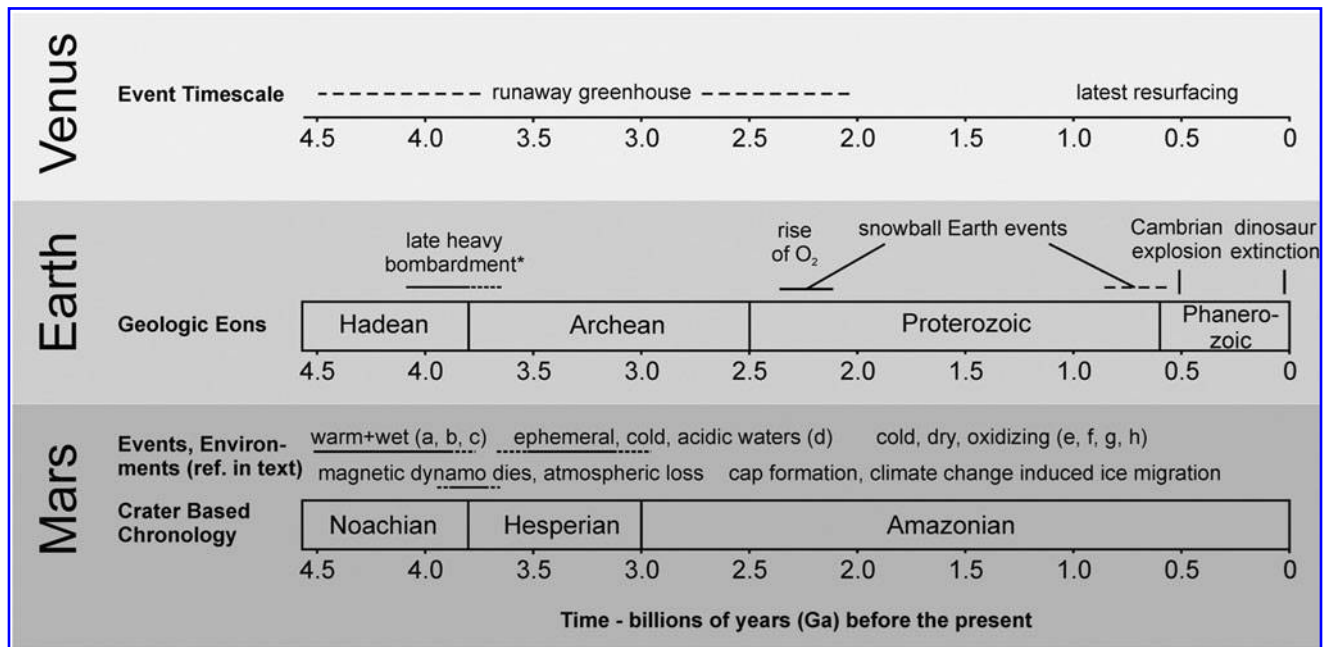 Venus
Event Timescale
runaway greenhouse
latest resurfacing
4.5 4.0 3.5 3.0 2.5 2.0 1.5 1.0 0.5 0
Earth
late heavy
bombardment*
rise
of O₂
snowball Earth events
Cambrian
explosion
dinosaur
extinction
Geologic Eons
Hadean
Archean
Proterozoic
Phanero-
zoic
4.5 4.0 3.5 3.0 2.5 2.0 1.5 1.0 0.5 0
Mars
Events, Environ-
ments (ref. in text)
warm+wet (a, b, c)
ephemeral, cold, acidic waters (d)
cold, dry, oxidizing (e, f, g, h)
magnetic dynamo dies, atmospheric loss
cap formation, climate change induced ice migration
Crater Based
Chronology
Noachian
Hesperian
Amazonian
4.5 4.0 3.5 3.0 2.5 2.0 1.5 1.0 0.5 0
Time - billions of years (Ga) before the present